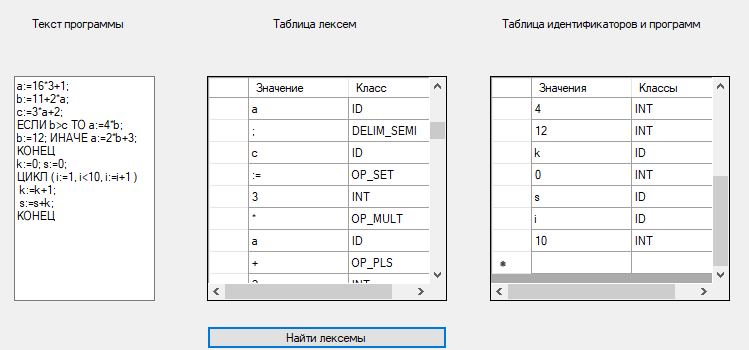 Текст программы
Таблица лексем
Таблица идентификаторов и программ
a:=16*3+1;
b:=11+2*a;
c:=3*a+2;
ЕСЛИ b>c ТО a:=4*b;
b:=12; ИНАЧЕ a:=2*b+3;
КОНЕЦ
k:=0; s:=0;
ЦИКЛ ( i:=1, i<10, i:=i+1 )
k:=k+1;
s:=s+k;
КОНЕЦ
Значение Класс
a ID
; DELIM_SEMI
c ID
:= OP_SET
3 INT
* OP_MULT
a ID
+ OP_PLS
Значения Классы
4 INT
12 INT
k ID
0 INT
s ID
i ID
10 INT
Найти лексемы